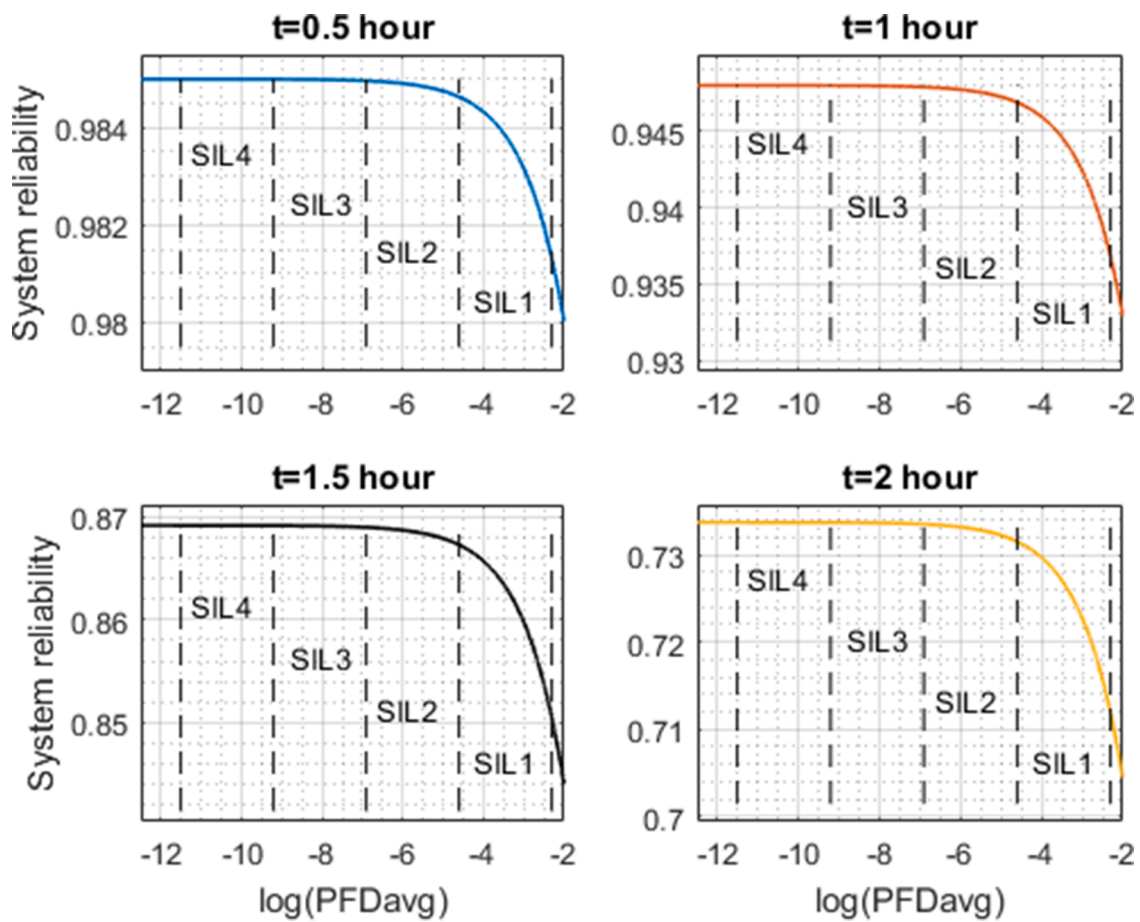 t=0.5 hour
System reliability
0.984
0.982
0.98
SIL4
SIL3
SIL2
SIL1
-12 -10 -8 -6 -4 -2
t=1 hour
0.945
0.94
0.935
0.93
SIL4
SIL3
SIL2
SIL1
-12 -10 -8 -6 -4 -2
t=1.5 hour
System reliability
0.87
0.86
0.85
SIL4
SIL3
SIL2
SIL1
-12 -10 -8 -6 -4 -2
log(PFDavg)
t=2 hour
0.73
0.72
0.71
0.7
SIL4
SIL3
SIL2
SIL1
-12 -10 -8 -6 -4 -2
log(PFDavg)